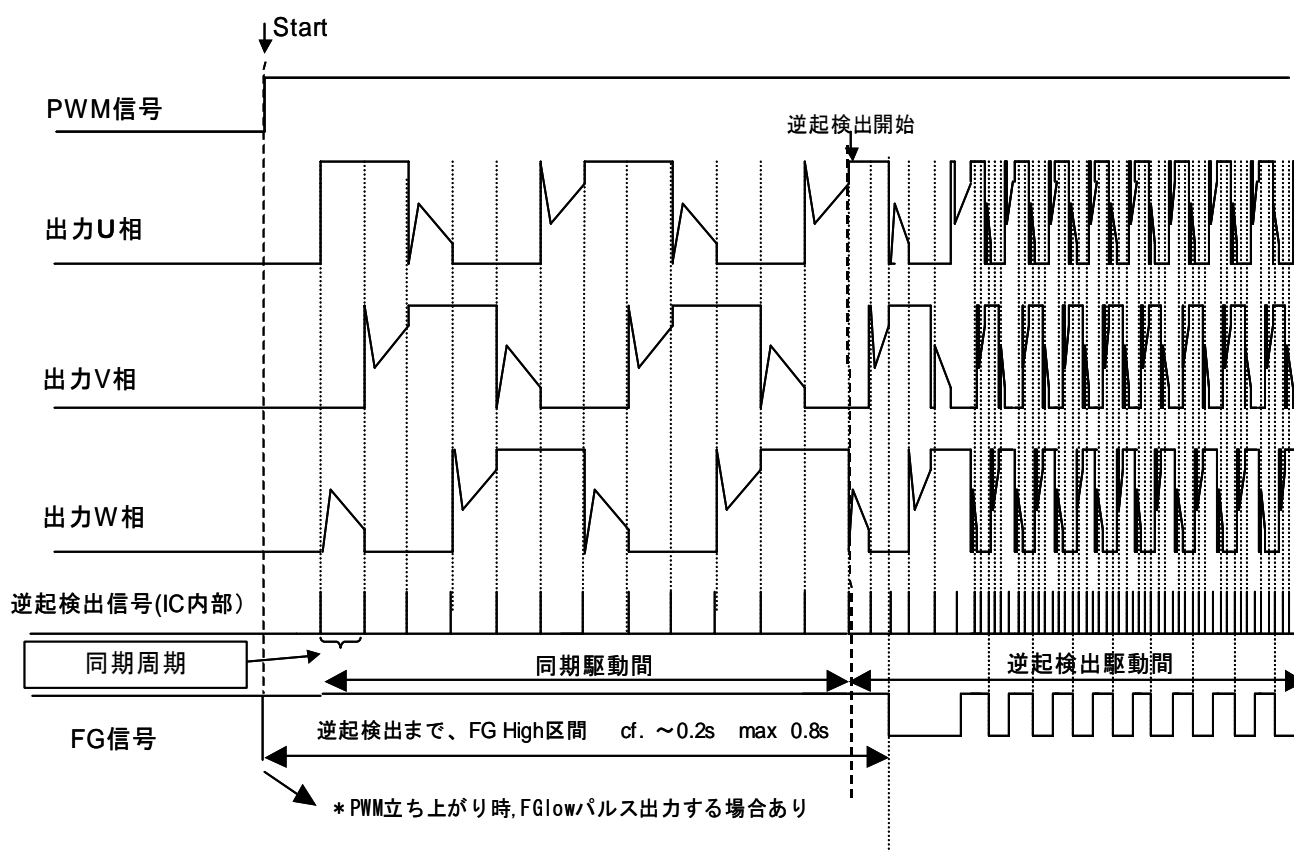 Start
PWM信号
逆起検出開始
出力U相
出力V相
出力W相
逆起検出信号(IC内部)
同期周期
同期駆動間
逆起検出駆動間
FG信号
逆起検出まで、FG High区間 cf. ～0.2s max 0.8s
*PWM立ち上がり時,FGlowパルス出力する場合あり